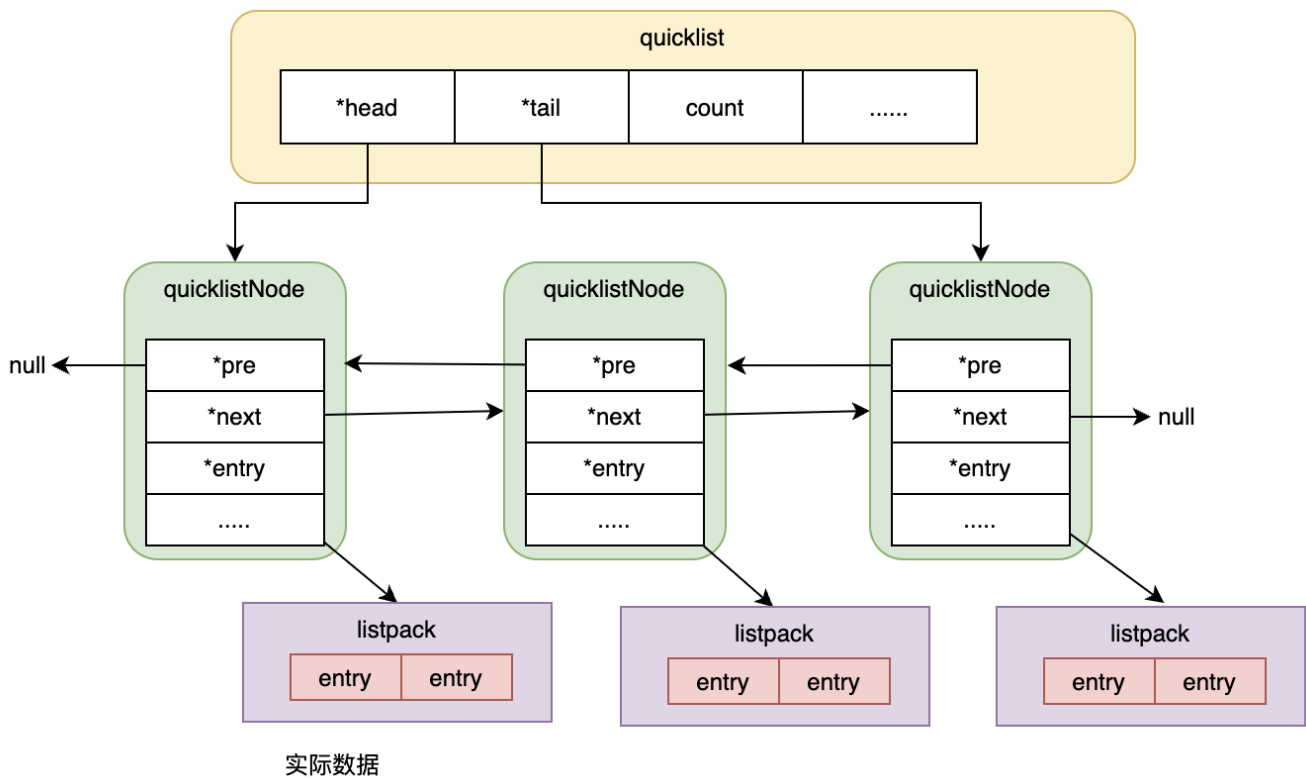 quicklist
*head *tail count ......
quicklistNode quicklistNode quicklistNode
null *pre *pre *pre
*next *next *next null
*entry *entry *entry
..... ..... .....
listpack listpack listpack
entry entry entry entry entry entry
实际数据